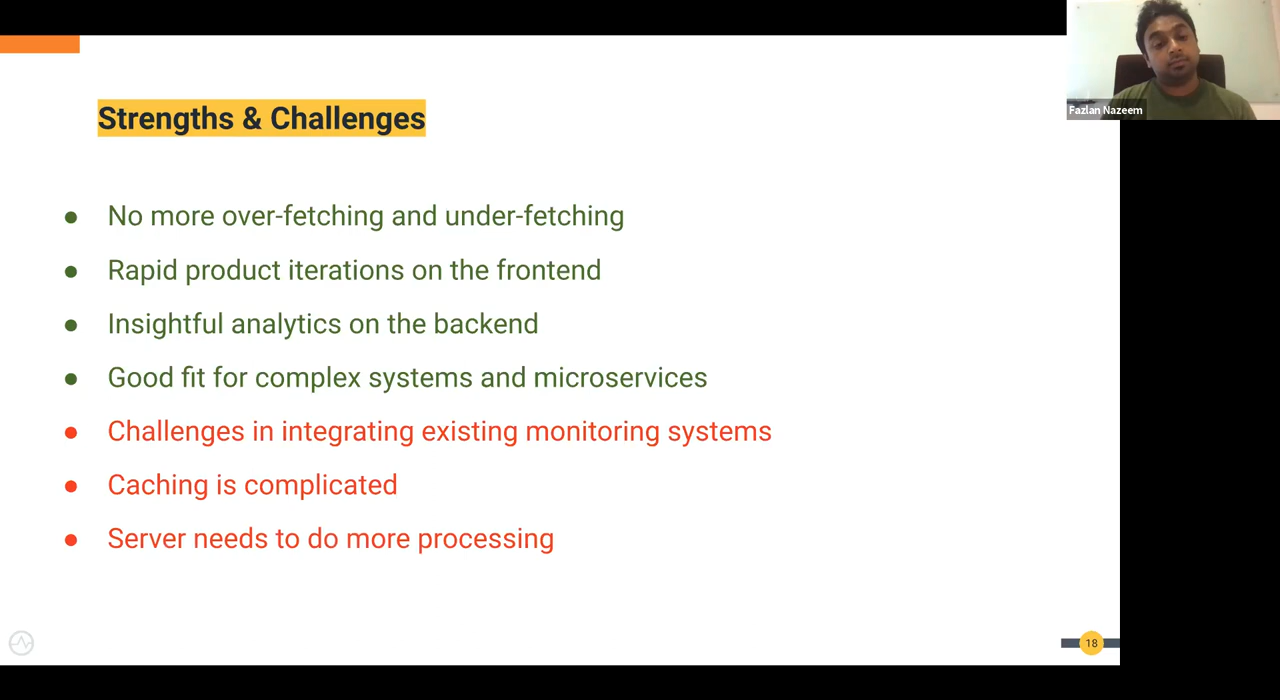 Fazlan Nazeem
Strengths & Challenges
● No more over-fetching and under-fetching
● Rapid product iterations on the frontend
● Insightful analytics on the backend
● Good fit for complex systems and microservices
● Challenges in integrating existing monitoring systems
● Caching is complicated
● Server needs to do more processing
18